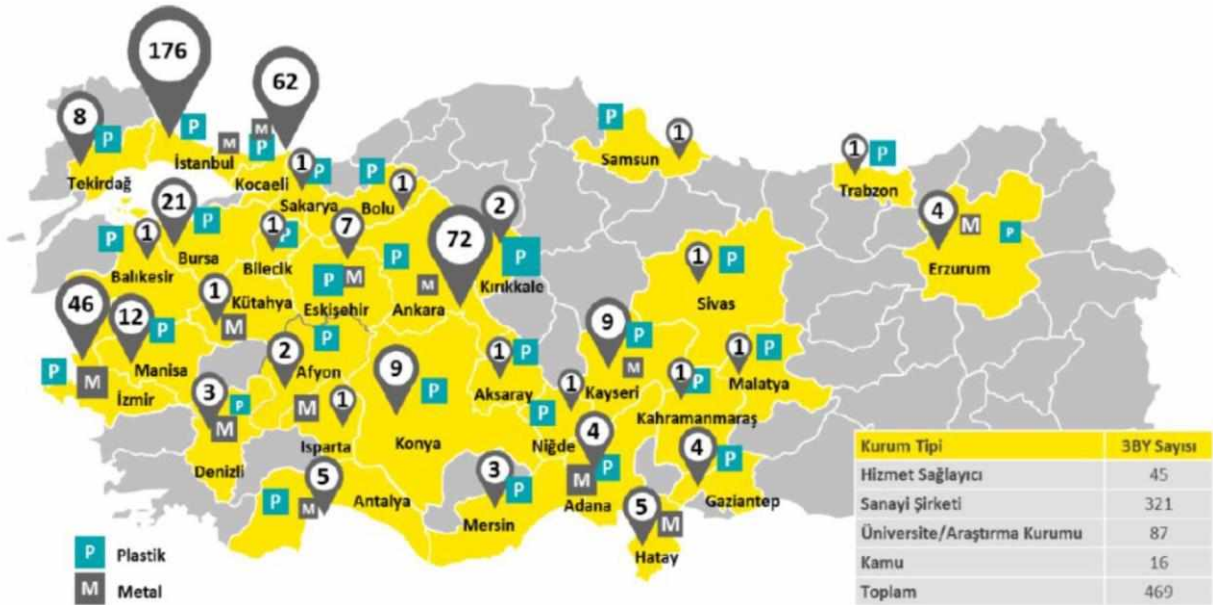 176
62
8
P
P
M
M
P
İstanbul
Tekirdağ
Kocaeli
1
P
Sakarya
P
Bolu
1
P
Samsun
1
1
P
Trabzon
4
M
P
Erzurum
21
P
P
1
Bursa
Balıkesir
1
P
Bilecik
7
P
M
Eskişehir
P
M
Ankara
72
2
P
Kırıkkale
1
P
Sivas
46
12
P
Manisa
1
Kütahya
M
P
M
İzmir
2
P
Afyon
M
1
Isparta
9
P
Konya
1
P
Aksaray
9
P
M
Kayseri
1
P
Niğde
1
P
Malatya
1
P
Kahramanmaraş
3
P
M
Denizli
P
5
M
Antalya
3
P
Mersin
4
P
M
Adana
4
P
Gaziantep
5
M
Hatay
P Plastik
M Metal
Kurum Tipi 3BY Sayısı
Hizmet Sağlayıcı 45
Sanayi Şirketi 321
Üniversite/Araştırma Kurumu 87
Kamu 16
Toplam 469